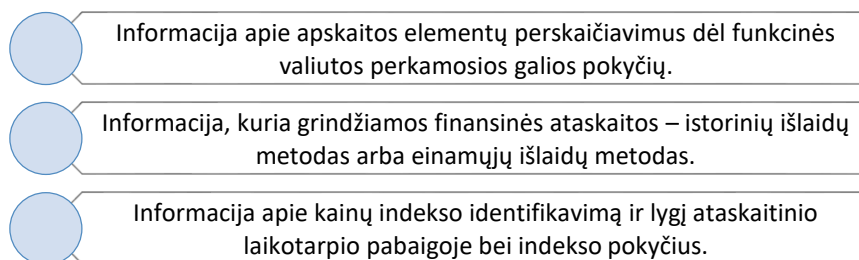 Informacija apie apskaitos elementų perskaičiavimus dėl funkcinės
valiutos perkamosios galios pokyčių.
Informacija, kuria grindžiamos finansinės ataskaitos – istorinių išlaidų
metodas arba einamųjų išlaidų metodas.
Informacija apie kainų indekso identifikavimą ir lygį ataskaitinio
laikotarpio pabaigoje bei indekso pokyčius.